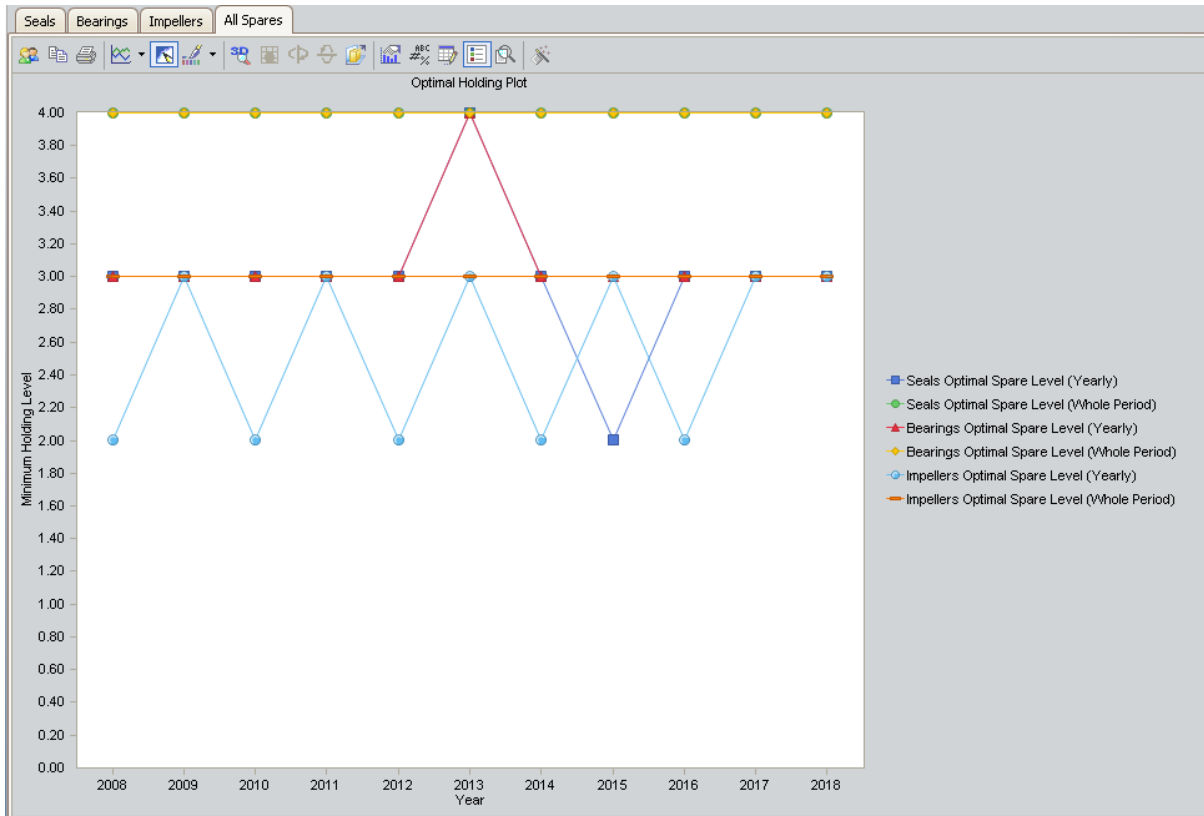 Seals Bearings Impellers All Spares
3D ABC #%
Optimal Holding Plot
Minimum Holding Level
4.00
3.80
3.60
3.40
3.20
3.00
2.80
2.60
2.40
2.20
2.00
1.80
1.60
1.40
1.20
1.00
0.80
0.60
0.40
0.20
0.00
2008 2009 2010 2011 2012 2013 2014 2015 2016 2017 2018
Year
Seals Optimal Spare Level (Yearly)
Seals Optimal Spare Level (Whole Period)
Bearings Optimal Spare Level (Yearly)
Bearings Optimal Spare Level (Whole Period)
Impellers Optimal Spare Level (Yearly)
Impellers Optimal Spare Level (Whole Period)